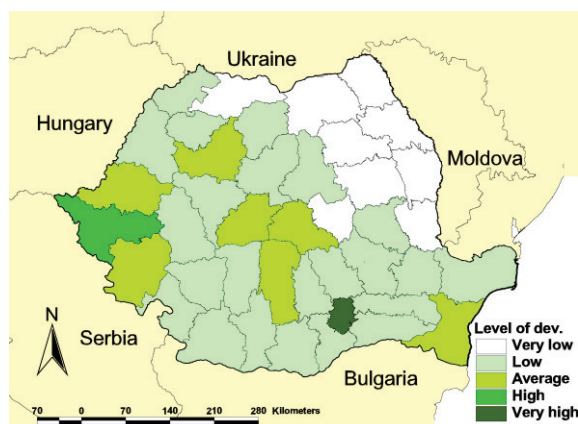 Ukraine
Hungary
Moldova
N
Serbia
Bulgaria
Level of dev.
Very low
Low
Average
High
Very high
70 0 70 140 210 280 Kilometers